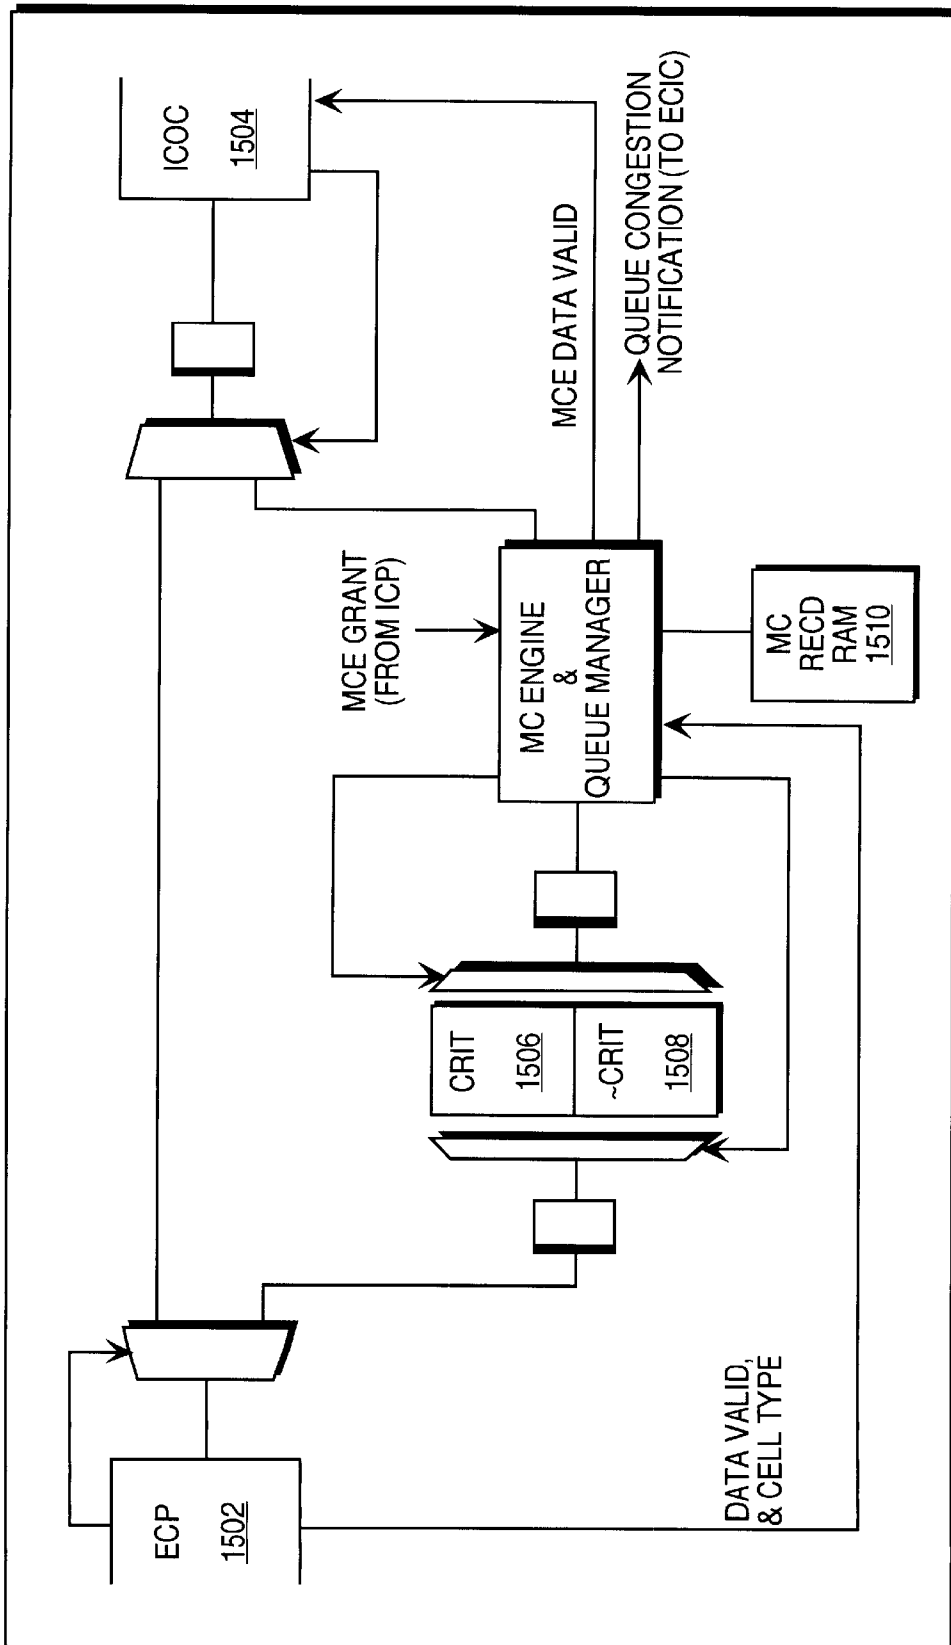 ECP
1502
DATA VALID,
& CELL TYPE
CRIT
1506
~CRIT
1508
MCE GRANT
(FROM ICP)
MC ENGINE
&
QUEUE MANAGER
MC
RECD
RAM
1510
ICOC
1504
MCE DATA VALID
QUEUE CONGESTION
NOTIFICATION (TO ECIC)